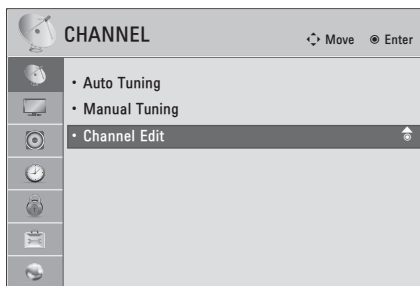 CHANNEL
Move Enter
• Auto Tuning
• Manual Tuning
• Channel Edit